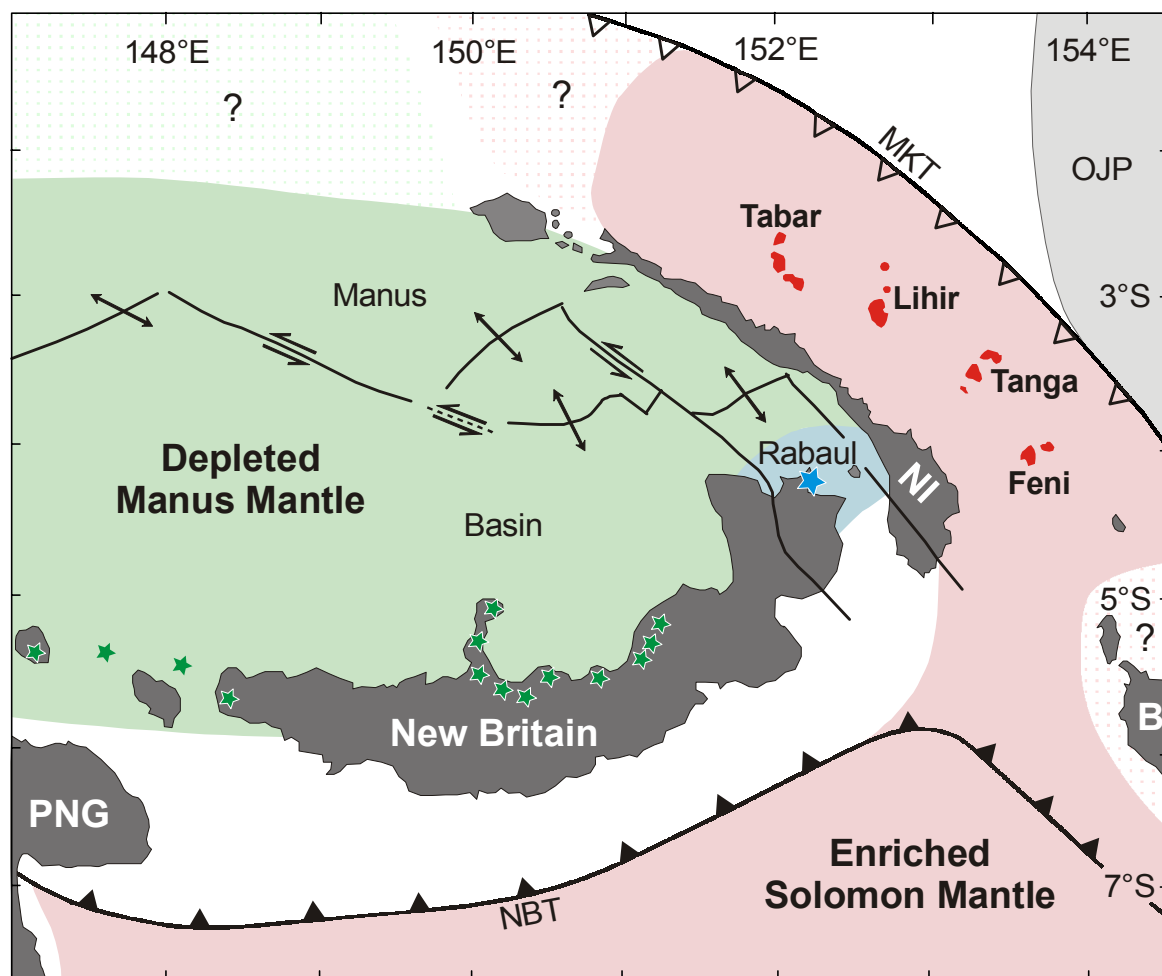 148°E
150°E
152°E
154°E
?
?
MKT
OJP
Tabar
Manus
Lihir
3°S
Tanga
Depleted
Manus Mantle
Rabaul
NI
Feni
Basin
5°S
?
New Britain
B
PNG
Enriched
Solomon Mantle
7°S
NBT